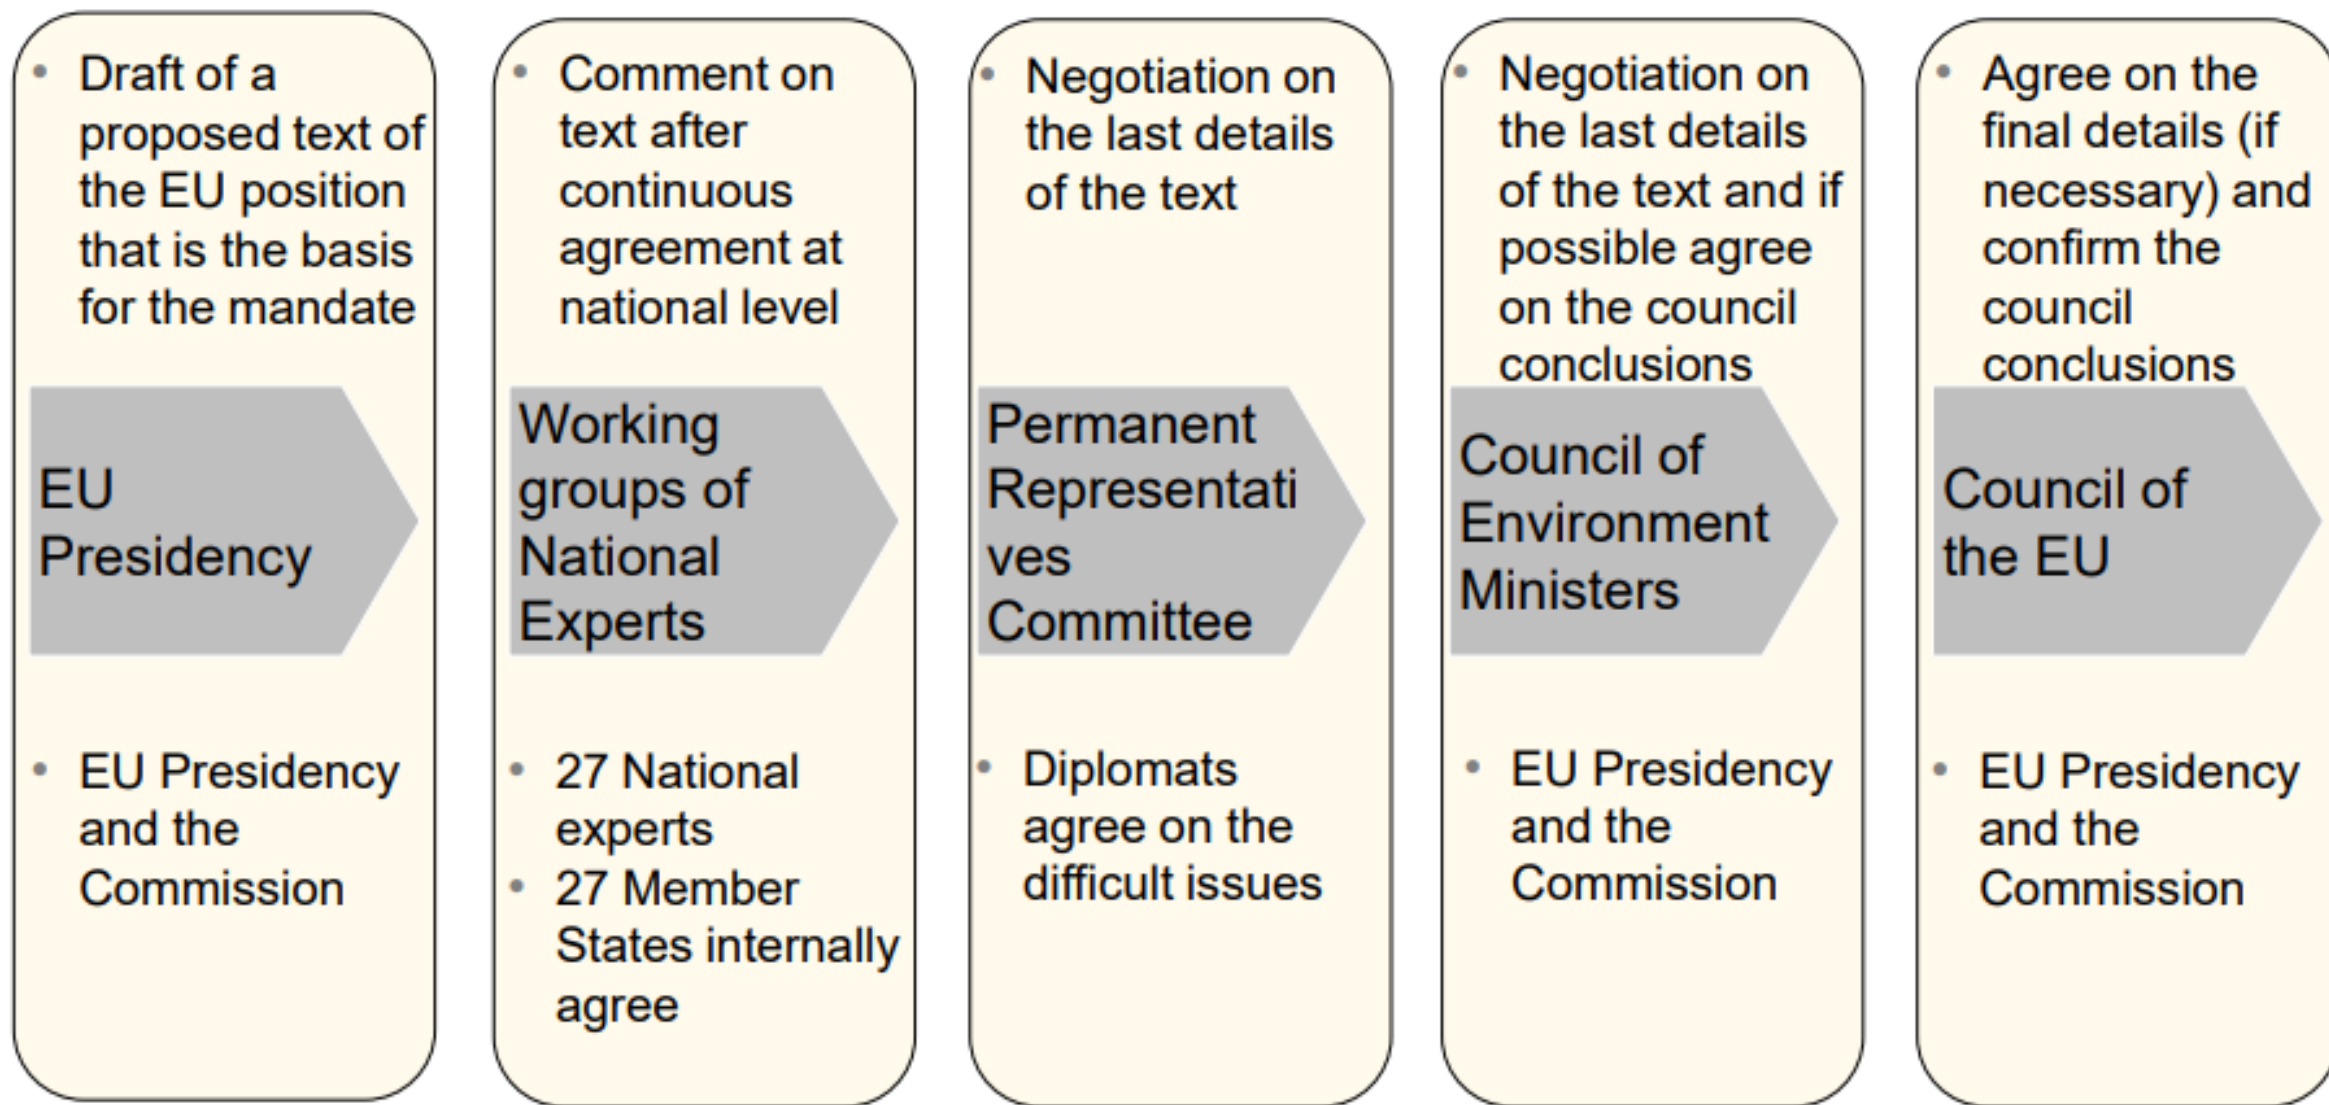 • Draft of a
proposed text of
the EU position
that is the basis
for the mandate
EU
Presidency
• EU Presidency
and the
Commission
• Comment on
text after
continuous
agreement at
national level
Working
groups of
National
Experts
• 27 National
experts
• 27 Member
States internally
agree
• Negotiation on
the last details
of the text
Permanent
Representati
ves
Committee
• Diplomats
agree on the
difficult issues
• Negotiation on
the last details
of the text and if
possible agree
on the council
conclusions
Council of
Environment
Ministers
• EU Presidency
and the
Commission
• Agree on the
final details (if
necessary) and
confirm the
council
conclusions
Council of
the EU
• EU Presidency
and the
Commission